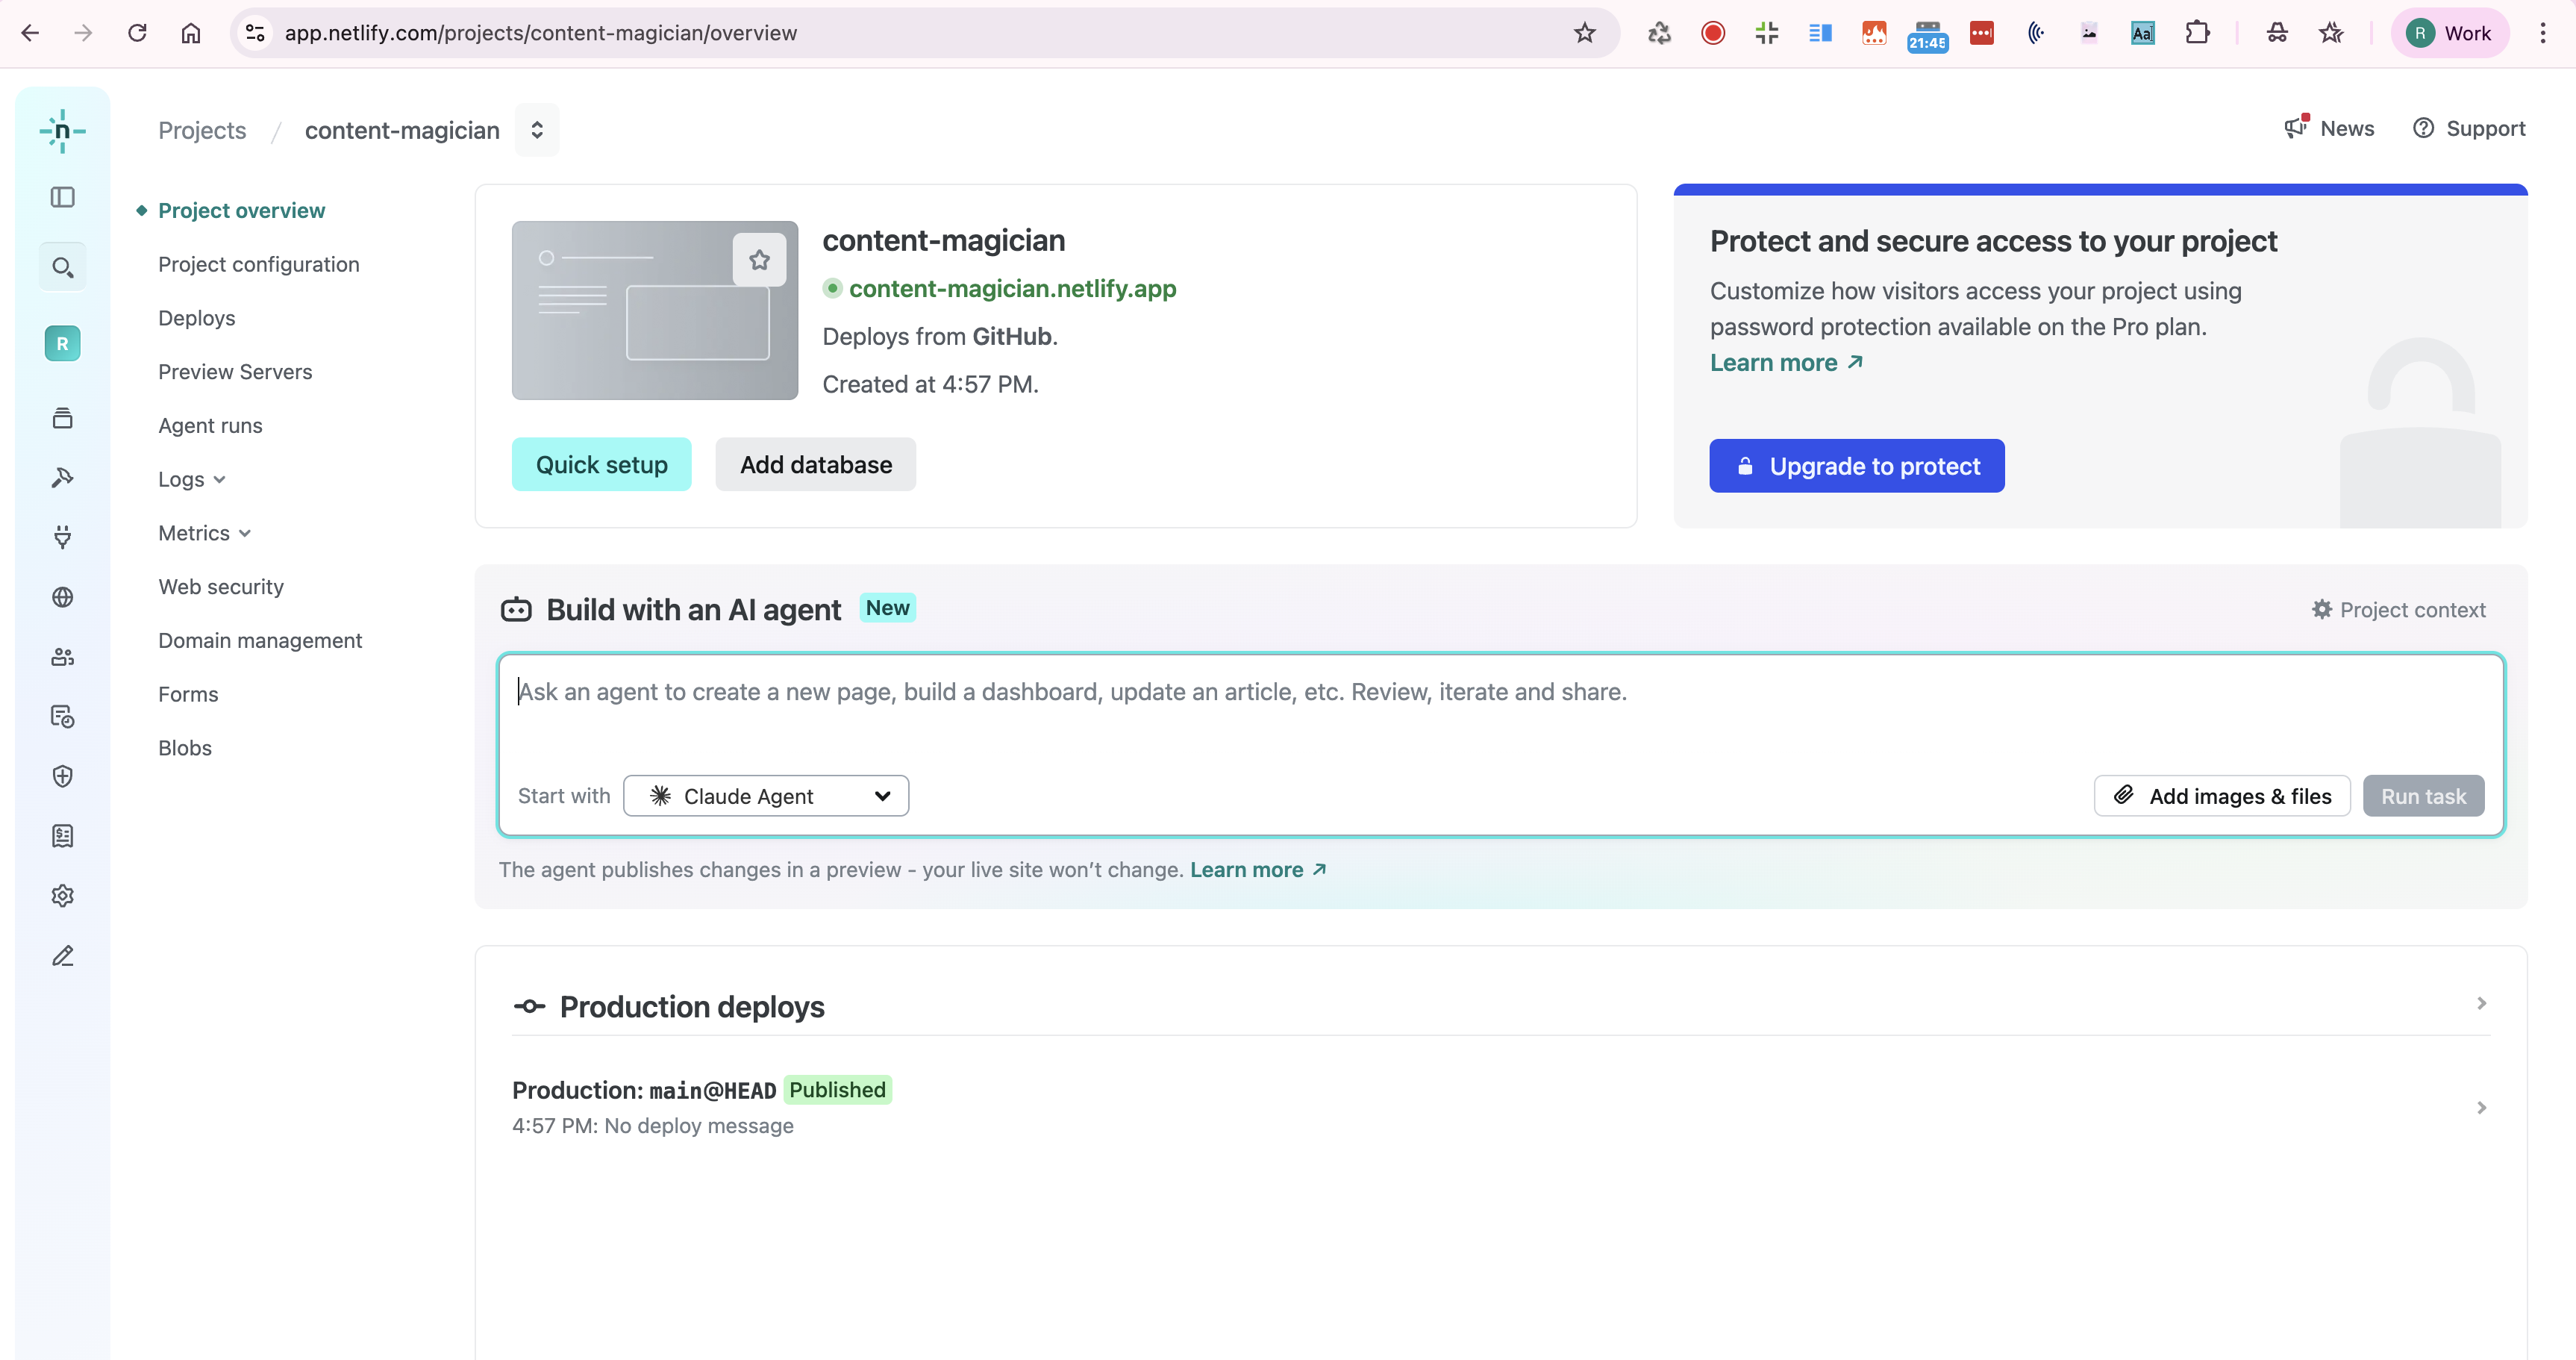 app.netlify.com/projects/content-magician/overview
21:45
Aa
R Work
n
Projects / content-magician
News
Support
Project overview
Project configuration
Deploys
Preview Servers
Agent runs
Logs
Metrics
Web security
Domain management
Forms
Blobs
R
content-magician
content-magician.netlify.app
Deploys from GitHub.
Created at 4:57 PM.
Quick setup
Add database
Protect and secure access to your project
Customize how visitors access your project using
password protection available on the Pro plan.
Learn more ↗
Upgrade to protect
Build with an AI agent New
Project context
Ask an agent to create a new page, build a dashboard, update an article, etc. Review, iterate and share.
Start with Claude Agent
Add images & files
Run task
The agent publishes changes in a preview - your live site won’t change. Learn more ↗
Production deploys
Production: main@HEAD Published
4:57 PM: No deploy message